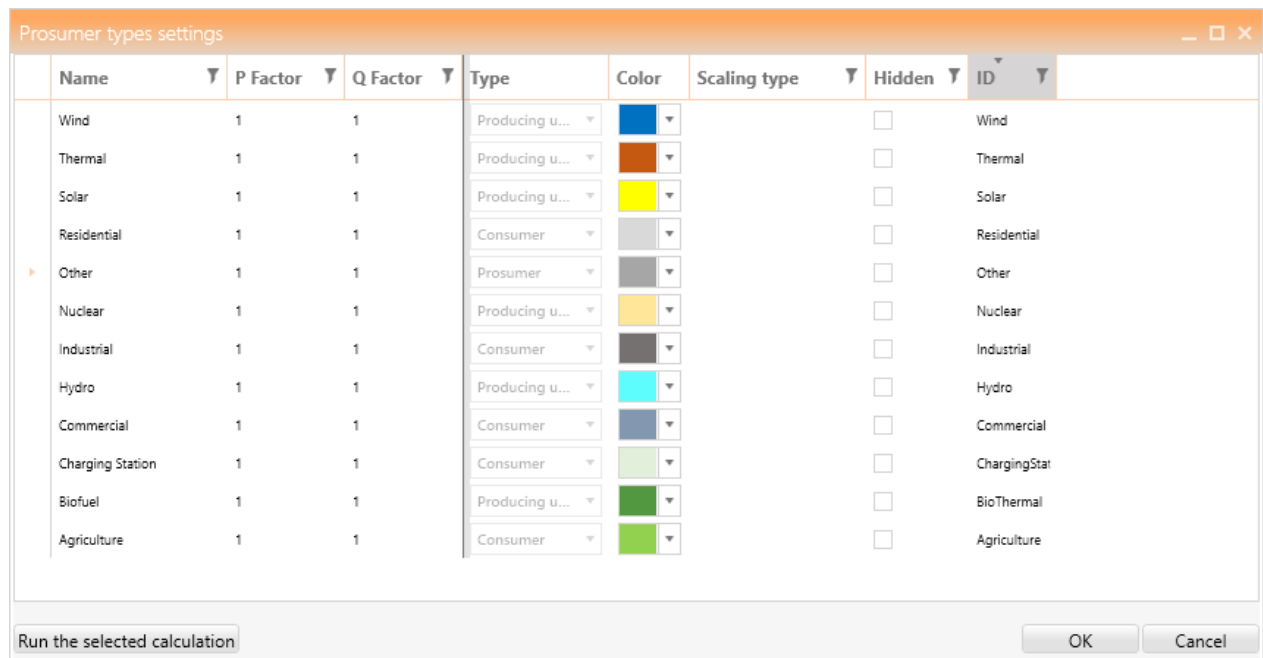 Prosumer types settings
Name P Factor Q Factor Type Color Scaling type Hidden ID
Wind 1 1 Producing u... Wind
Thermal 1 1 Producing u... Thermal
Solar 1 1 Producing u... Solar
Residential 1 1 Consumer Residential
Other 1 1 Prosumer Other
Nuclear 1 1 Producing u... Nuclear
Industrial 1 1 Consumer Industrial
Hydro 1 1 Producing u... Hydro
Commercial 1 1 Consumer Commercial
Charging Station 1 1 Consumer ChargingStat
Biofuel 1 1 Producing u... BioThermal
Agriculture 1 1 Consumer Agriculture
Run the selected calculation OK Cancel